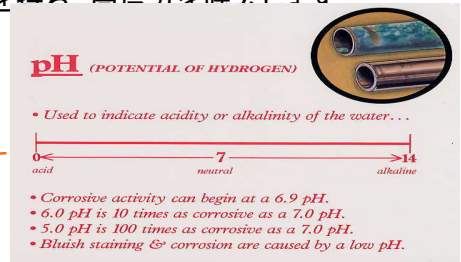 pH (POTENTIAL OF HYDROGEN)
• Used to indicate acidity or alkalinity of the water...
0 7 14
acid neutral alkaline
• Corrosive activity can begin at a 6.9 pH.
• 6.0 pH is 10 times as corrosive as a 7.0 pH.
• 5.0 pH is 100 times as corrosive as a 7.0 pH.
• Bluish staining & corrosion are caused by a low pH.